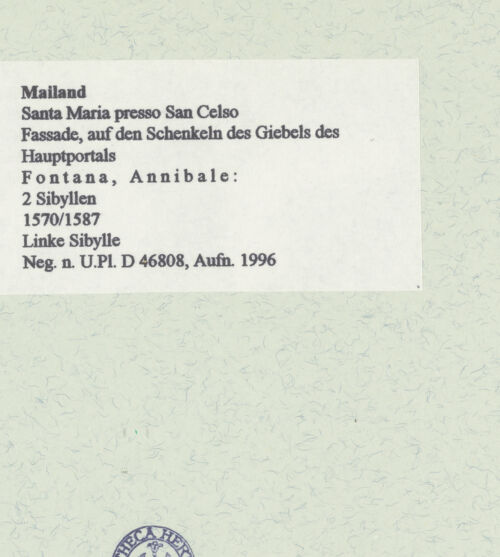 Mailand
Santa Maria presso San Celso
Fassade, auf den Schenkeln des Giebels des
Hauptportals
Fontana, Annibale:
2 Sibyllen
1570/1587
Linke Sibylle
Neg. n. U.Pl. D 46808, Aufn. 1996